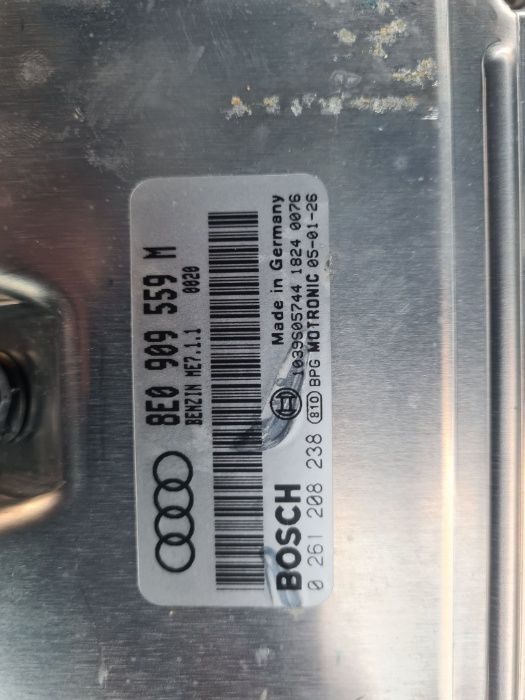 8E0 909 559 M
BENZIN ME7.1.1 0020
Made in Germany
BOSCH 1039S05744 1824 0076
0 261 208 238 810 BPG MOTRONIC 05-01-26